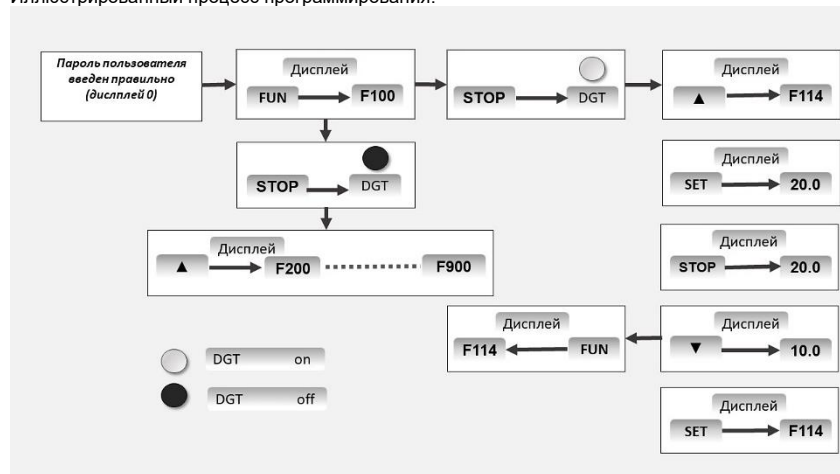 Иллюстрированный процесс программирования:
Пароль пользователя
введен правильно
(дислплей 0)
Дисплей
FUN F100
STOP DGT
Дисплей
▲ F114
STOP DGT
Дисплей
SET 20.0
Дисплей
▲ F200 F900
Дисплей
STOP 20.0
Дисплей
F114 FUN
Дисплей
▼ 10.0
DGT on
DGT off
Дисплей
SET F114